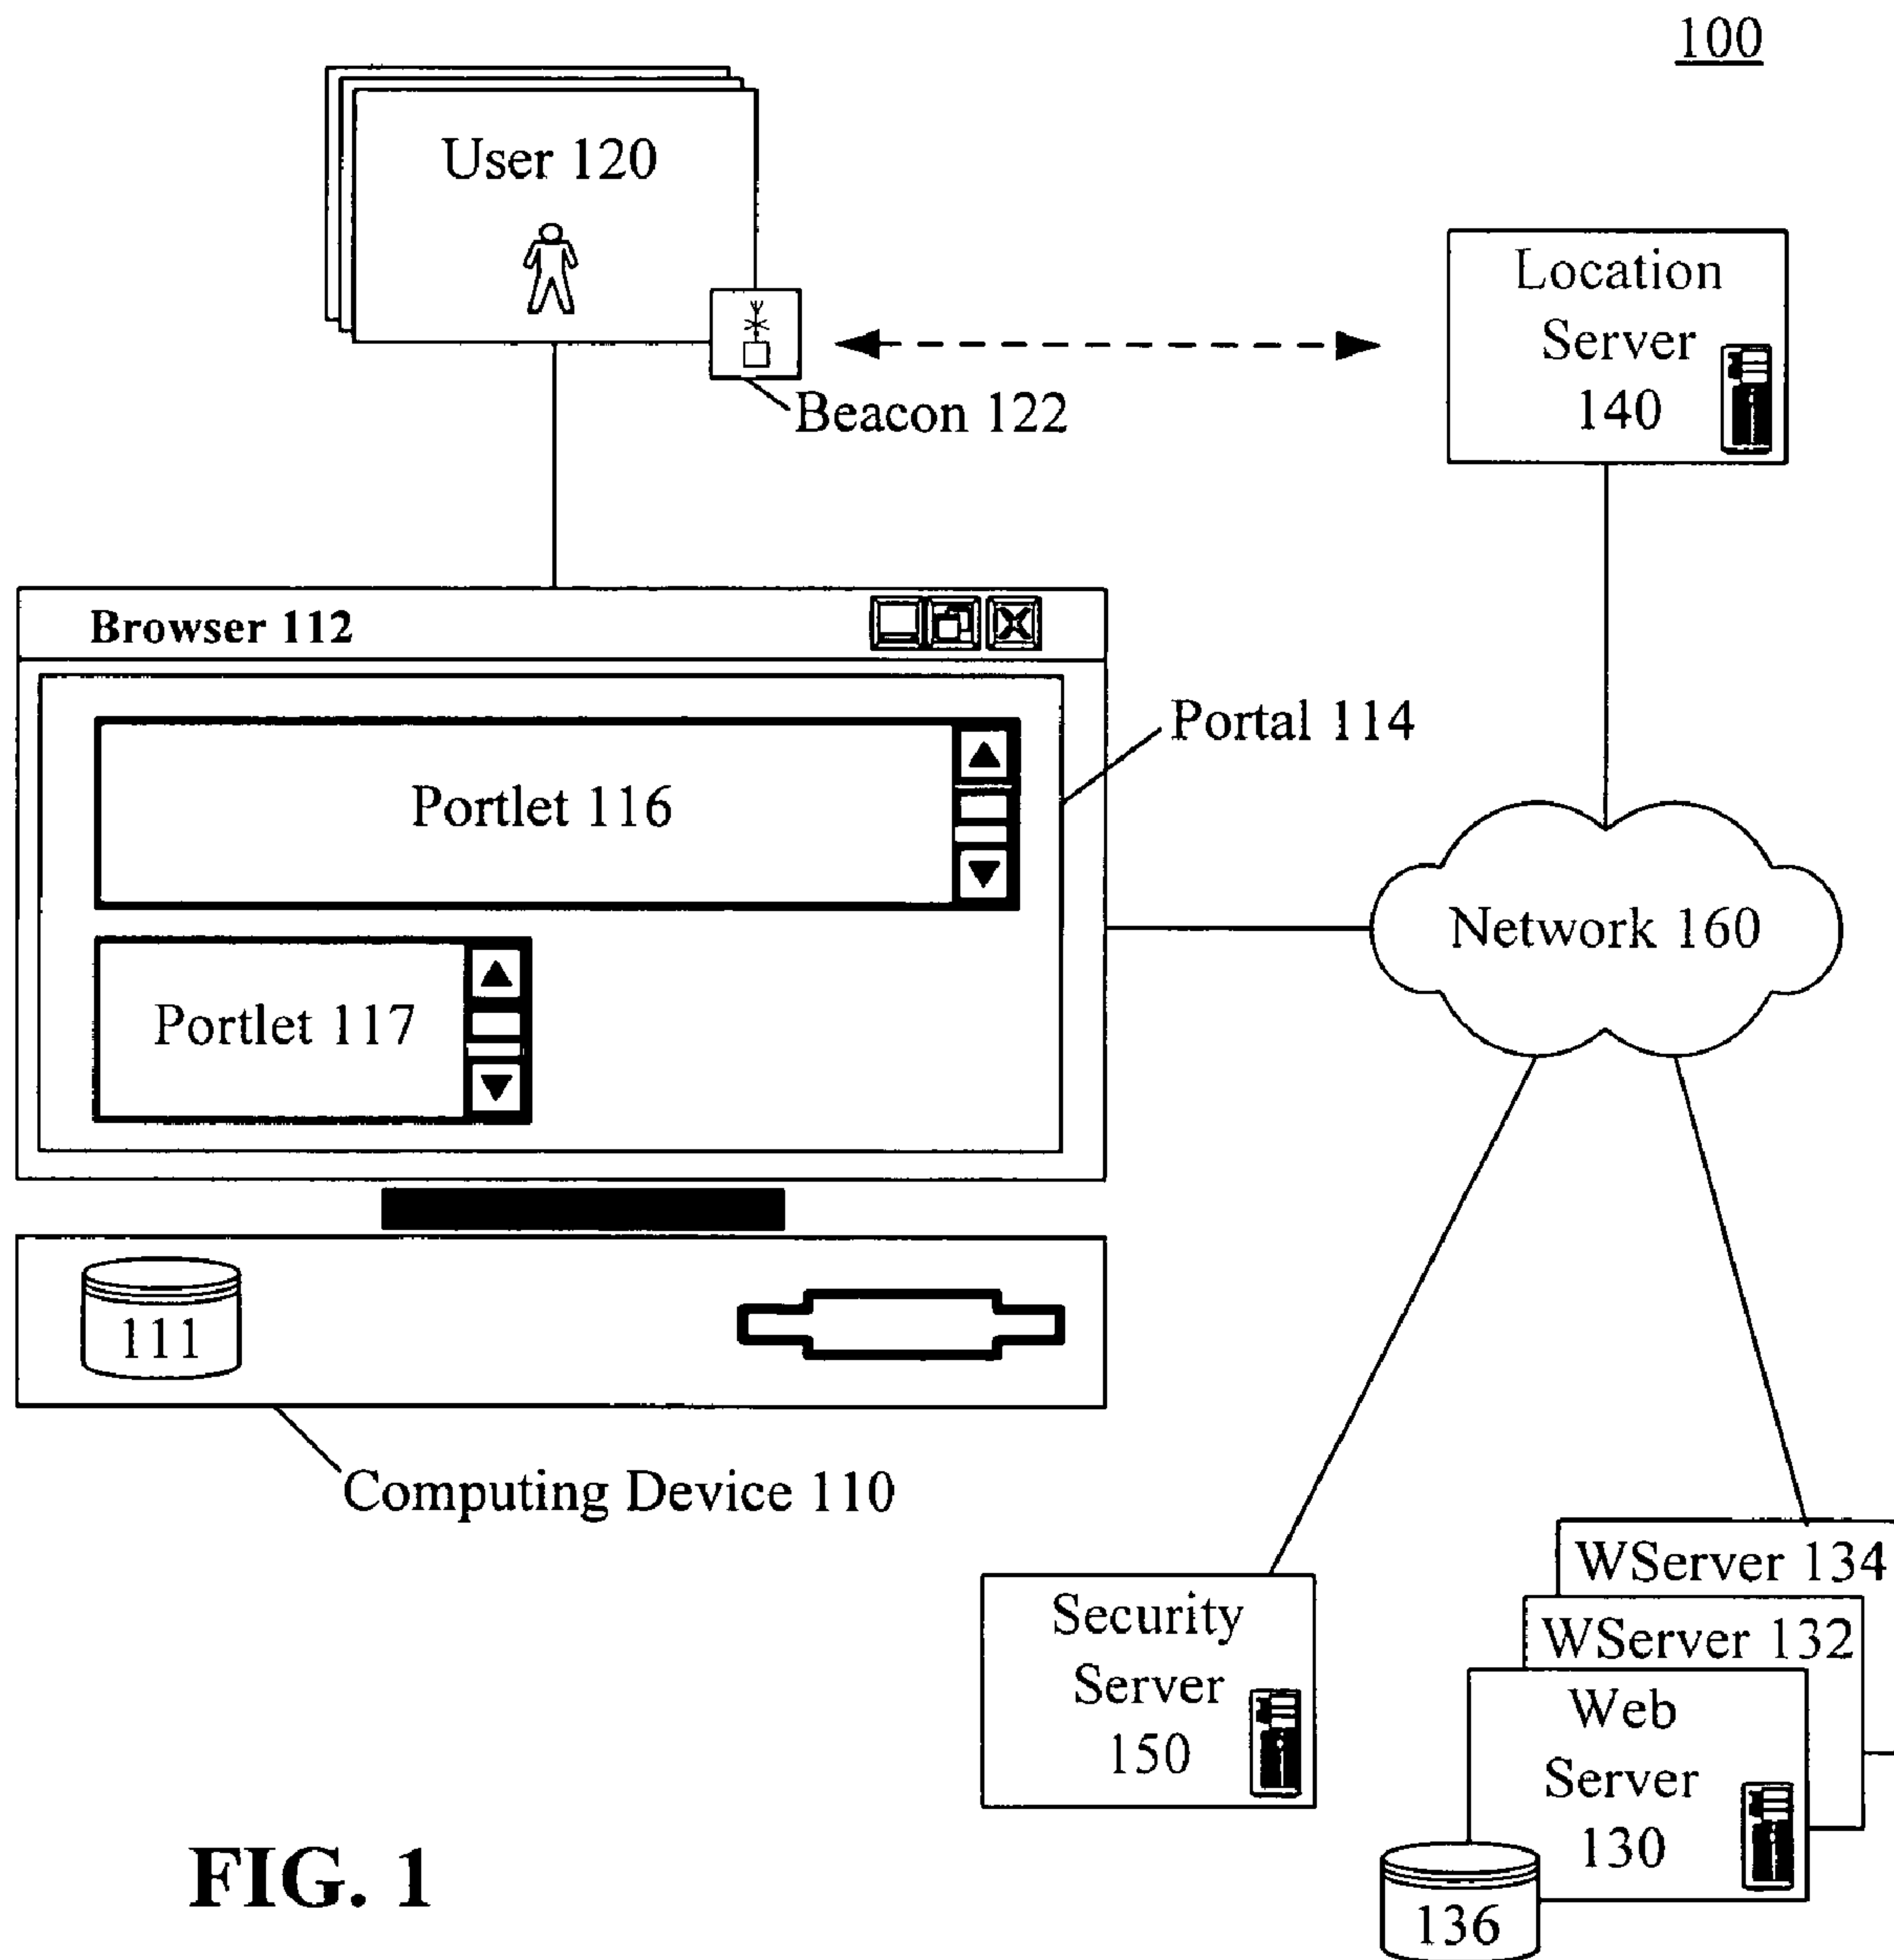 100
User 120
Location
Server
140
Beacon 122
Browser 112
Portal 114
Portlet 116
Network 160
Portlet 117
111
Computing Device 110
WServer 134
WServer 132
Security
Server
150
Web
Server
130
136
FIG. 1